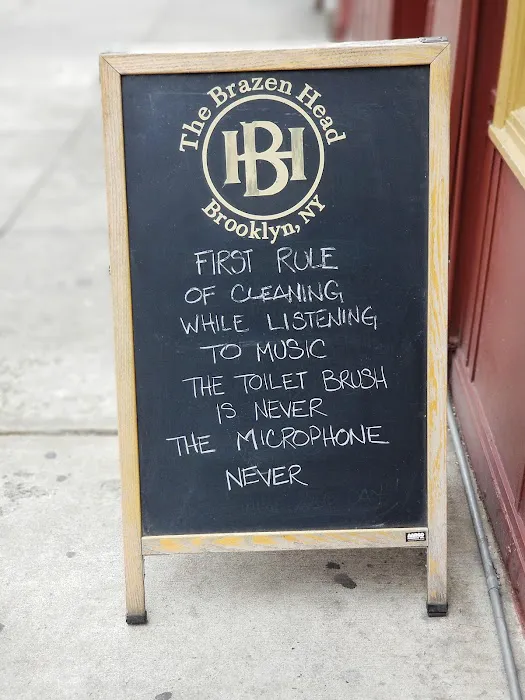 The Brazen Head
HB
Brooklyn, NY
FIRST RULE
OF CLEANING
WHILE LISTENING
TO MUSIC
THE TOILET BRUSH
IS NEVER
THE MICROPHONE
NEVER